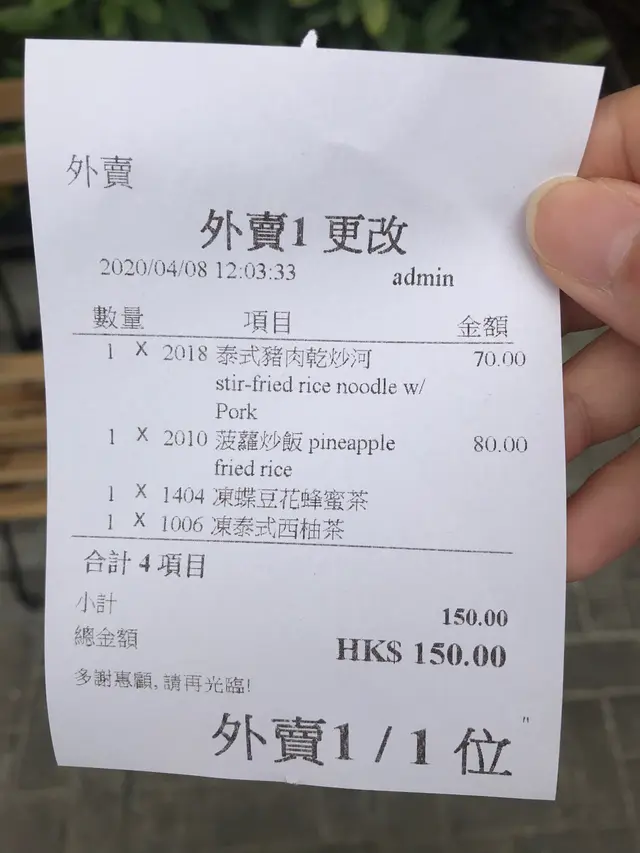 外賣
外賣1 更改
2020/04/08 12:03:33 admin
數量 項目 金額
1 X 2018 泰式豬肉乾炒河 70.00
stir-fried rice noodle w/
Pork
1 X 2010 菠蘿炒飯 pineapple 80.00
fried rice
1 X 1404 凍蝶豆花蜂蜜茶
1 X 1006 凍泰式西柚茶
合計 4 項目
小計 150.00
總金額 HK$ 150.00
多謝惠顧, 請再光臨!
外賣1 / 1 位
"